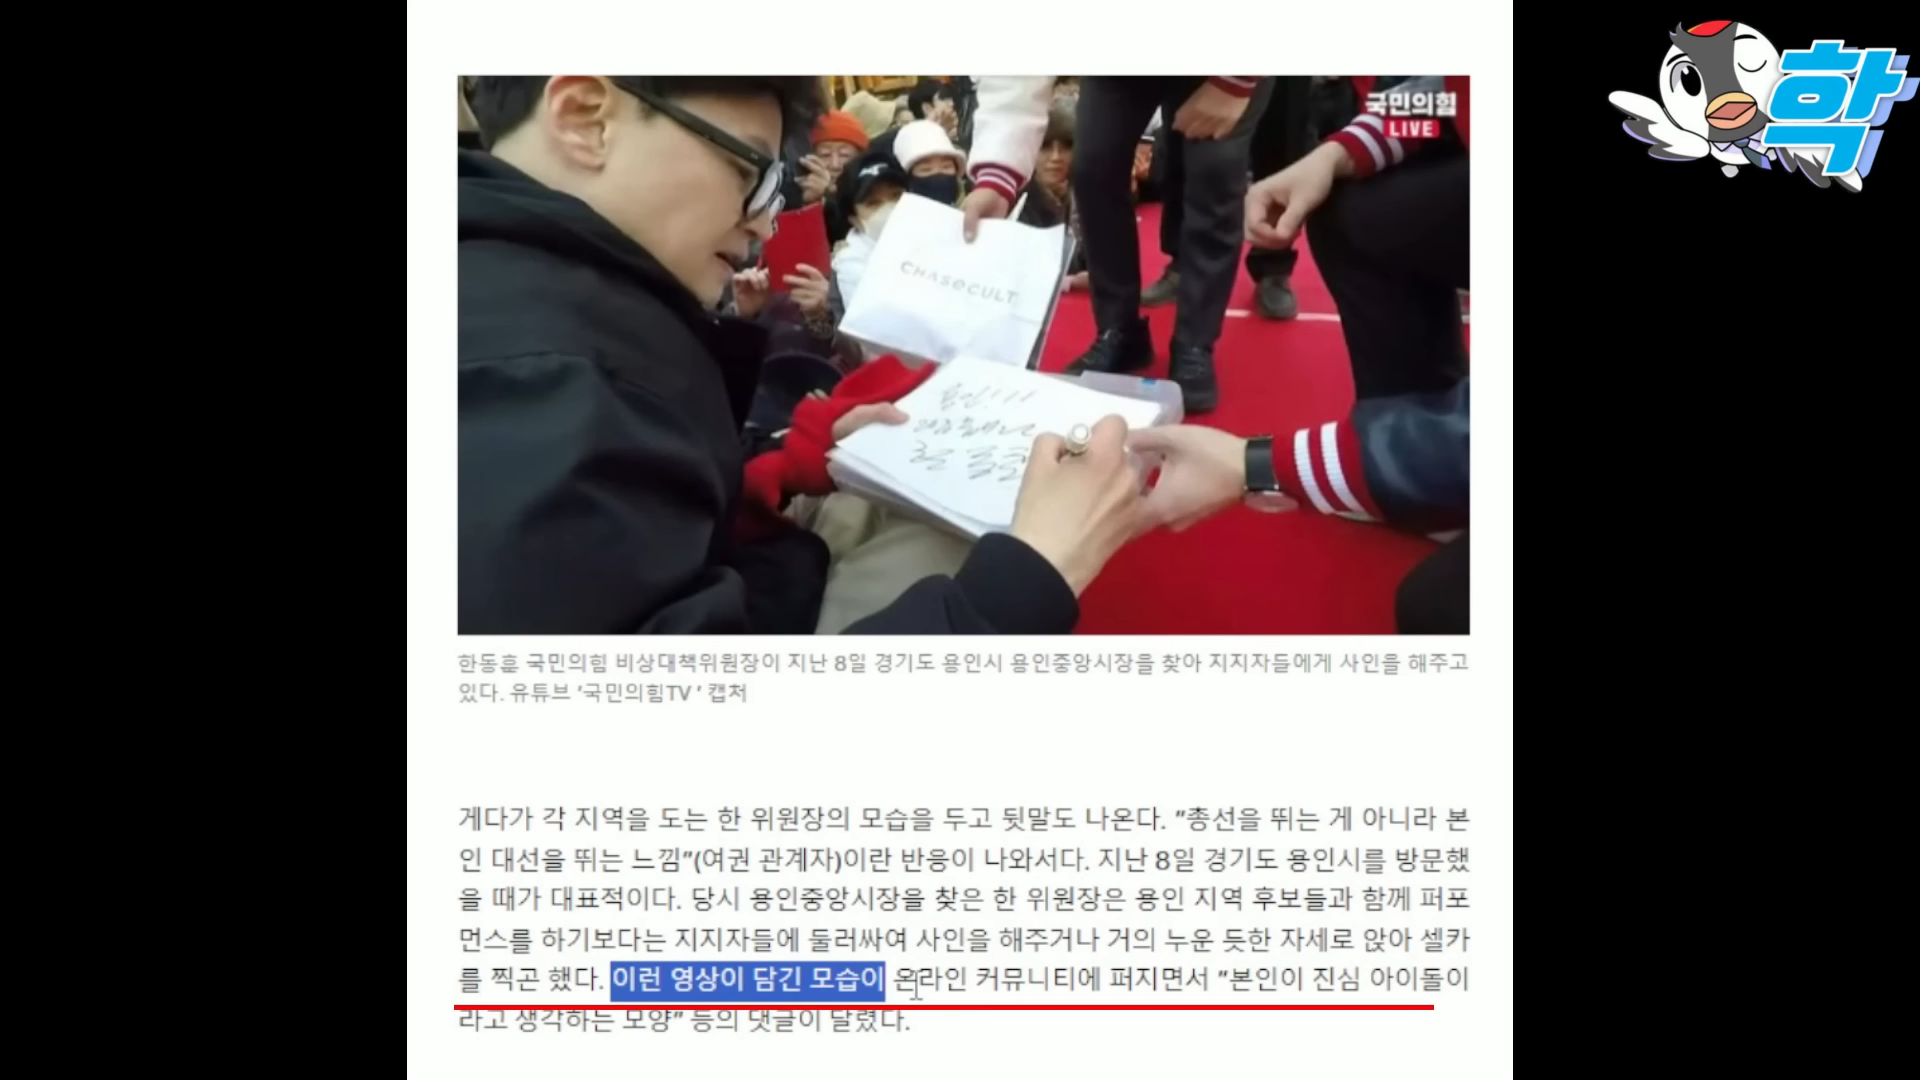 학
국민의힘
LIVE
CHASECULT
한동훈 국민의힘 비상대책위원장이 지난 8일 경기도 용인시 용인중앙시장을 찾아 지지자들에게 사인을 해주고
있다. 유튜브 '국민의힘TV ' 캡처
게다가 각 지역을 도는 한 위원장의 모습을 두고 뒷말도 나온다. "총선을 뛰는 게 아니라 본
인 대선을 뛰는 느낌"(여권 관계자)이란 반응이 나와서다. 지난 8일 경기도 용인시를 방문했
을 때가 대표적이다. 당시 용인중앙시장을 찾은 한 위원장은 용인 지역 후보들과 함께 퍼포
먼스를 하기보다는 지지자들에 둘러싸여 사인을 해주거나 거의 누운 듯한 자세로 앉아 셀카
를 찍곤 했다. 이런 영상이 담긴 모습이 온라인 커뮤니티에 퍼지면서 "본인이 진심 아이돌이
라고 생각하는 모양" 등의 댓글이 달렸다.